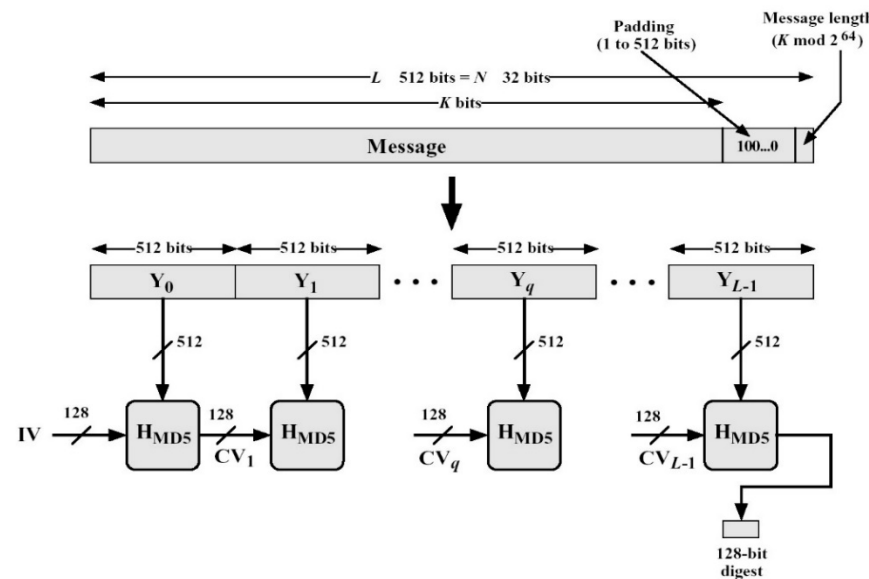 Padding
(1 to 512 bits)
Message length
(K mod 2^64)
L 512 bits = N 32 bits
K bits
Message
100...0
512 bits
512 bits
512 bits
512 bits
Y0
Y1
• • •
Yq
• • •
YL-1
512
512
512
512
IV
128
HMD5
128
CV1
HMD5
128
CVq
HMD5
128
CVL-1
HMD5
128-bit
digest